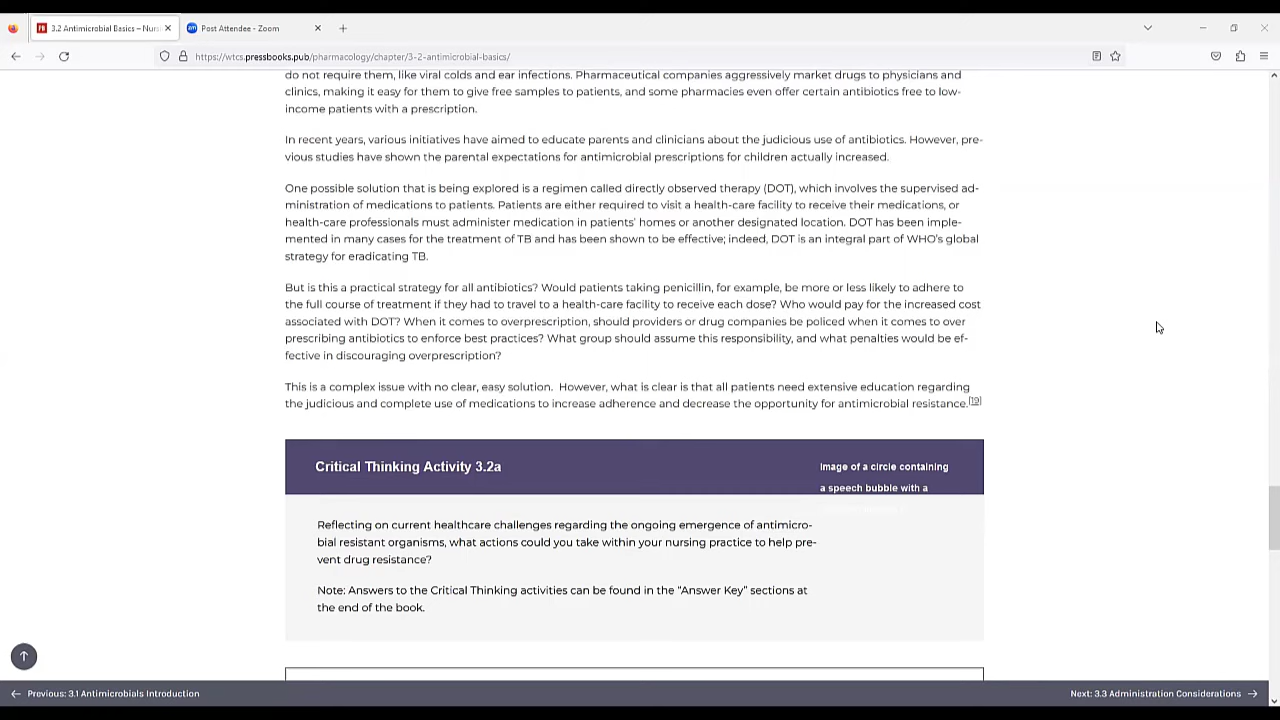 3.2 Antimicrobial Basics – Nurs
Post Attendee - Zoom
https://wtcs.pressbooks.pub/pharmacology/chapter/3-2-antimicrobial-basics/
do not require them, like viral colds and ear infections. Pharmaceutical companies aggressively market drugs to physicians and
clinics, making it easy for them to give free samples to patients, and some pharmacies even offer certain antibiotics free to low-
income patients with a prescription.
In recent years, various initiatives have aimed to educate parents and clinicians about the judicious use of antibiotics. However, pre-
vious studies have shown the parental expectations for antimicrobial prescriptions for children actually increased.
One possible solution that is being explored is a regimen called directly observed therapy (DOT), which involves the supervised ad-
ministration of medications to patients. Patients are either required to visit a health-care facility to receive their medications, or
health-care professionals must administer medication in patients' homes or another designated location. DOT has been imple-
mented in many cases for the treatment of TB and has been shown to be effective; indeed, DOT is an integral part of WHO's global
strategy for eradicating TB.
But is this a practical strategy for all antibiotics? Would patients taking penicillin, for example, be more or less likely to adhere to
the full course of treatment if they had to travel to a health-care facility to receive each dose? Who would pay for the increased cost
associated with DOT? When it comes to overprescription, should providers or drug companies be policed when it comes to over
prescribing antibiotics to enforce best practices? What group should assume this responsibility, and what penalties would be ef-
fective in discouraging overprescription?
This is a complex issue with no clear, easy solution.  However, what is clear is that all patients need extensive education regarding
the judicious and complete use of medications to increase adherence and decrease the opportunity for antimicrobial resistance.[19]
Critical Thinking Activity 3.2a
Image of a circle containing
a speech bubble with a
Reflecting on current healthcare challenges regarding the ongoing emergence of antimicro-
bial resistant organisms, what actions could you take within your nursing practice to help pre-
vent drug resistance?
Note: Answers to the Critical Thinking activities can be found in the “Answer Key” sections at
the end of the book.
Previous: 3.1 Antimicrobials Introduction
Next: 3.3 Administration Considerations